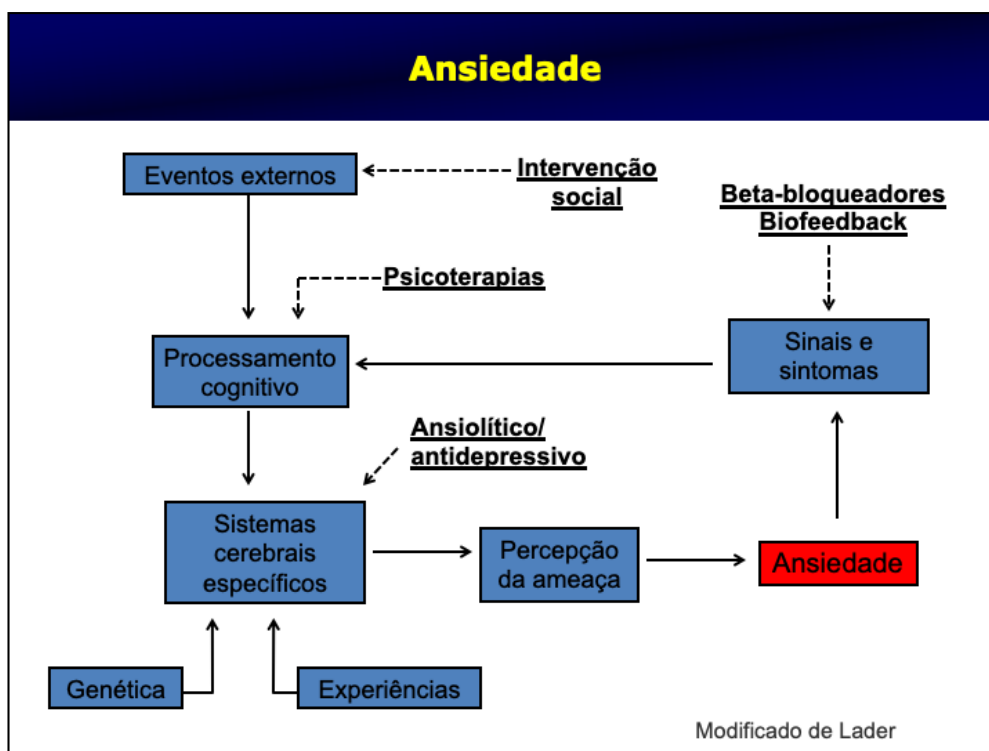 Ansiedade
Eventos externos
Intervenção
social
Beta-bloqueadores
Biofeedback
Psicoterapias
Processamento
cognitivo
Sinais e
sintomas
Ansiolítico/
antidepressivo
Sistemas
cerebrais
específicos
Percepção
da ameaça
Ansiedade
Genética
Experiências
Modificado de Lader